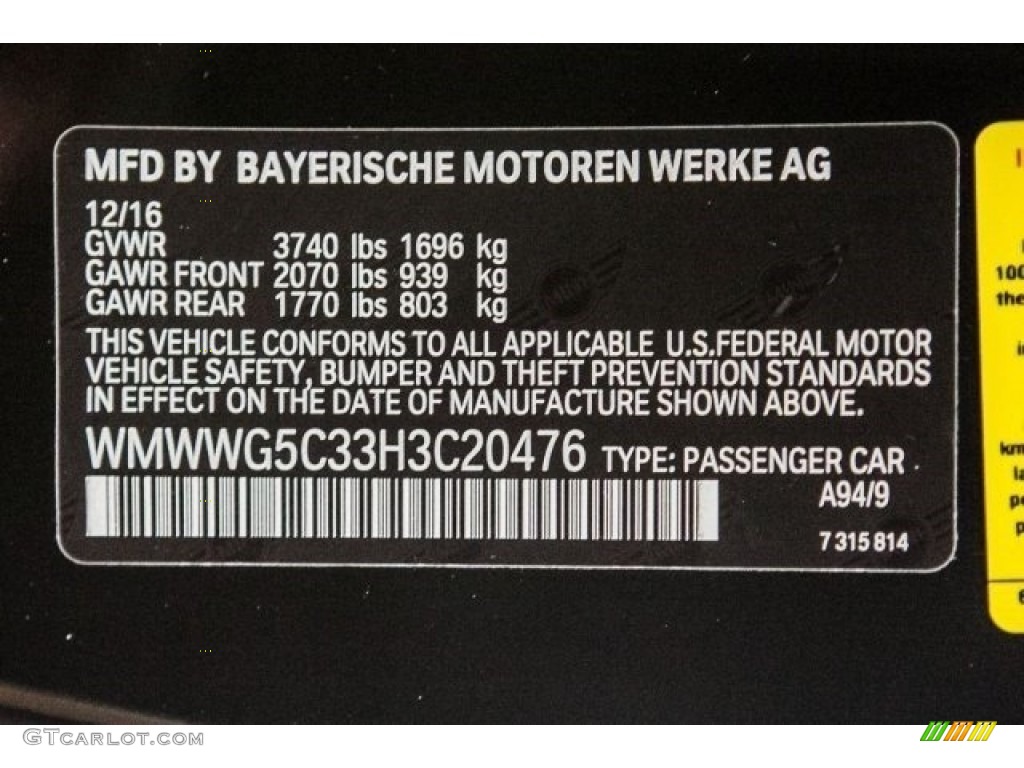 MFD BY BAYERISCHE MOTOREN WERKE AG
12/16
GVWR 3740 lbs 1696 kg
GAWR FRONT 2070 lbs 939 kg
GAWR REAR 1770 lbs 803 kg
THIS VEHICLE CONFORMS TO ALL APPLICABLE U.S.FEDERAL MOTOR
VEHICLE SAFETY, BUMPER AND THEFT PREVENTION STANDARDS
IN EFFECT ON THE DATE OF MANUFACTURE SHOWN ABOVE.
WMWWG5C33H3C20476 TYPE: PASSENGER CAR
A94/9
7 315 814
100
the
km
GTCARLOT.COM